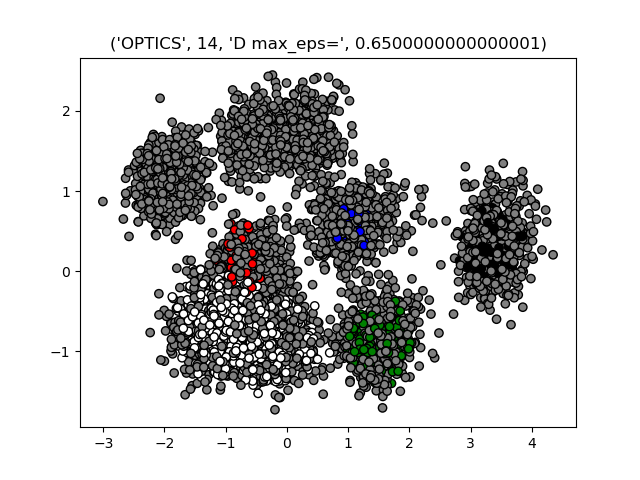 ('OPTICS', 14, 'D max_eps=', 0.6500000000000001)
2
1
0
−1
−3 −2 −1 0 1 2 3 4